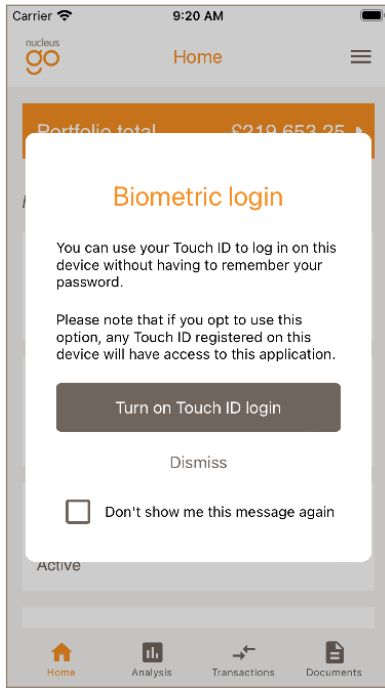 Carrier 9:20 AM
nucleus
go
Home
Portfolio total £219,653.25
Biometric login
You can use your Touch ID to log in on this
device without having to remember your
password.
Please note that if you opt to use this
option, any Touch ID registered on this
device will have access to this application.
Turn on Touch ID login
Dismiss
Don't show me this message again
Active
Home Analysis Transactions Documents